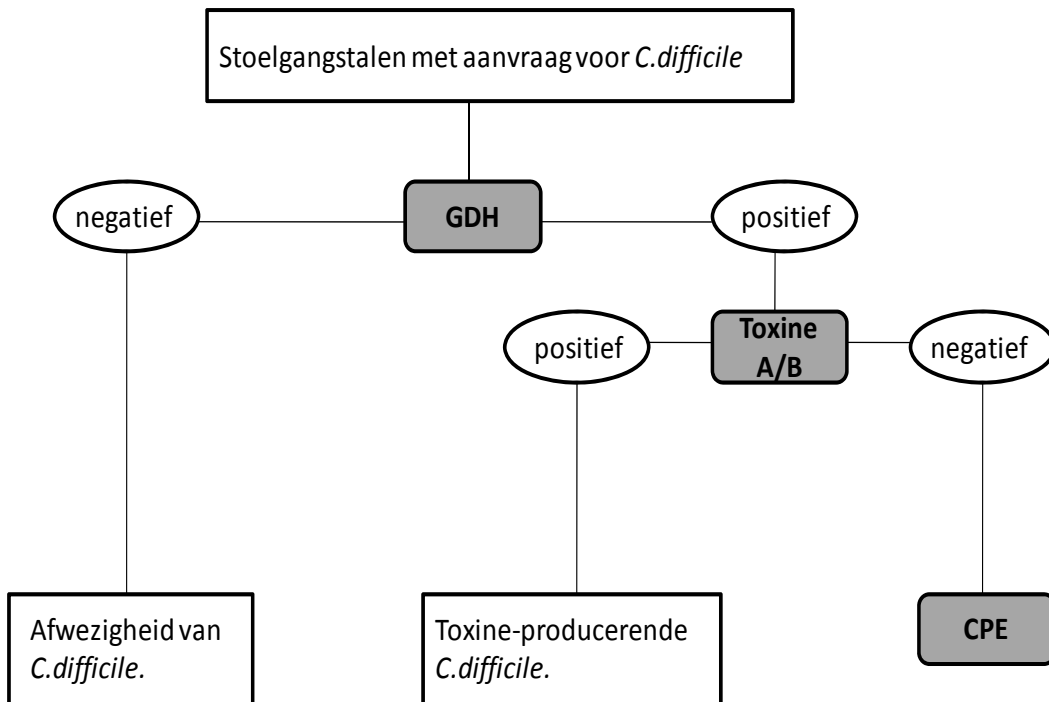 Stoelgangstalen met aanvraag voor C.difficile
negatief
GDH
positief
positief
Toxine
A/B
negatief
Afwezigheid van
C.difficile.
Toxine-producerende
C.difficile.
CPE